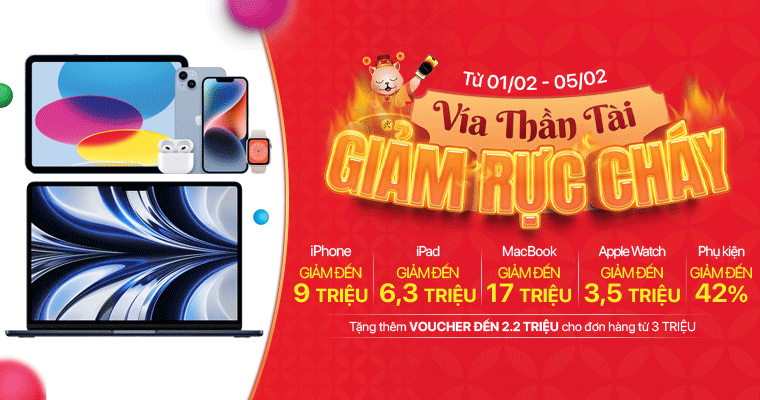 Từ 01/02 - 05/02
Vía Thần Tài
GIẢM RỰC CHÁY
iPhone
GIẢM ĐẾN
9 TRIỆU
iPad
GIẢM ĐẾN
6,3 TRIỆU
MacBook
GIẢM ĐẾN
17 TRIỆU
Apple Watch
GIẢM ĐẾN
3,5 TRIỆU
Phụ kiện
GIẢM ĐẾN
42%
Tặng thêm VOUCHER ĐẾN 2.2 TRIỆU cho đơn hàng từ 3 TRIỆU